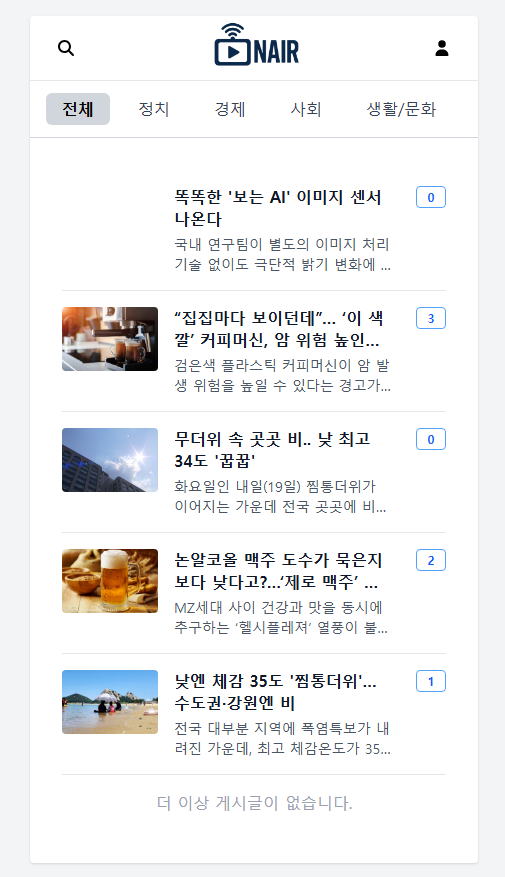 NAIR
전체 정치 경제 사회 생활/문화
똑똑한 '보는 AI' 이미지 센서
나온다
0
국내 연구팀이 별도의 이미지 처리
기술 없이도 극단적 밝기 변화에 ...
“집집마다 보이던데”... ‘이 색
깔’ 커피머신, 암 위험 높인...
3
검은색 플라스틱 커피머신이 암 발
생 위험을 높일 수 있다는 경고가...
무더위 속 곳곳 비.. 낮 최고
34도 '꿉꿉'
0
화요일인 내일(19일) 찜통더위가
이어지는 가운데 전국 곳곳에 비...
논알코올 맥주 도수가 묵은지
보다 낮다고?...‘제로 맥주’ ...
2
MZ세대 사이 건강과 맛을 동시에
추구하는 ‘헬시플레져’ 열풍이 불...
낮엔 체감 35도 '찜통더위'...
수도권·강원엔 비
1
전국 대부분 지역에 폭염특보가 내
려진 가운데, 최고 체감온도가 35...
더 이상 게시글이 없습니다.